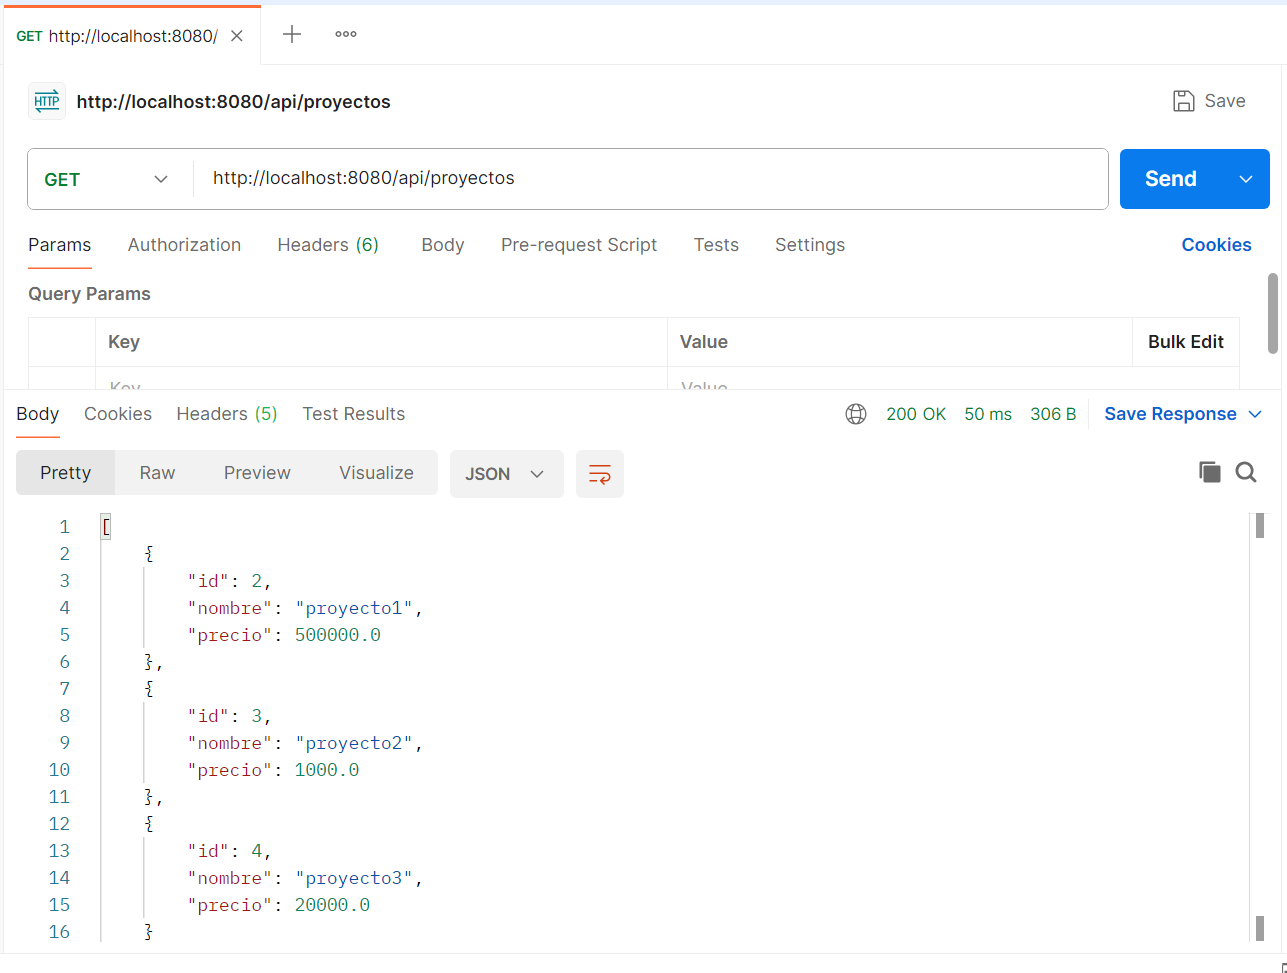 GET http://localhost:8080/
HTTP http://localhost:8080/api/proyectos Save
GET http://localhost:8080/api/proyectos Send
Params Authorization Headers (6) Body Pre-request Script Tests Settings Cookies
Query Params
Key Value Bulk Edit
Key Value
Body Cookies Headers (5) Test Results 200 OK 50 ms 306 B Save Response
Pretty Raw Preview Visualize JSON
1 [
2 {
3 "id": 2,
4 "nombre": "proyecto1",
5 "precio": 500000.0
6 },
7 {
8 "id": 3,
9 "nombre": "proyecto2",
10 "precio": 1000.0
11 },
12 {
13 "id": 4,
14 "nombre": "proyecto3",
15 "precio": 20000.0
16 }